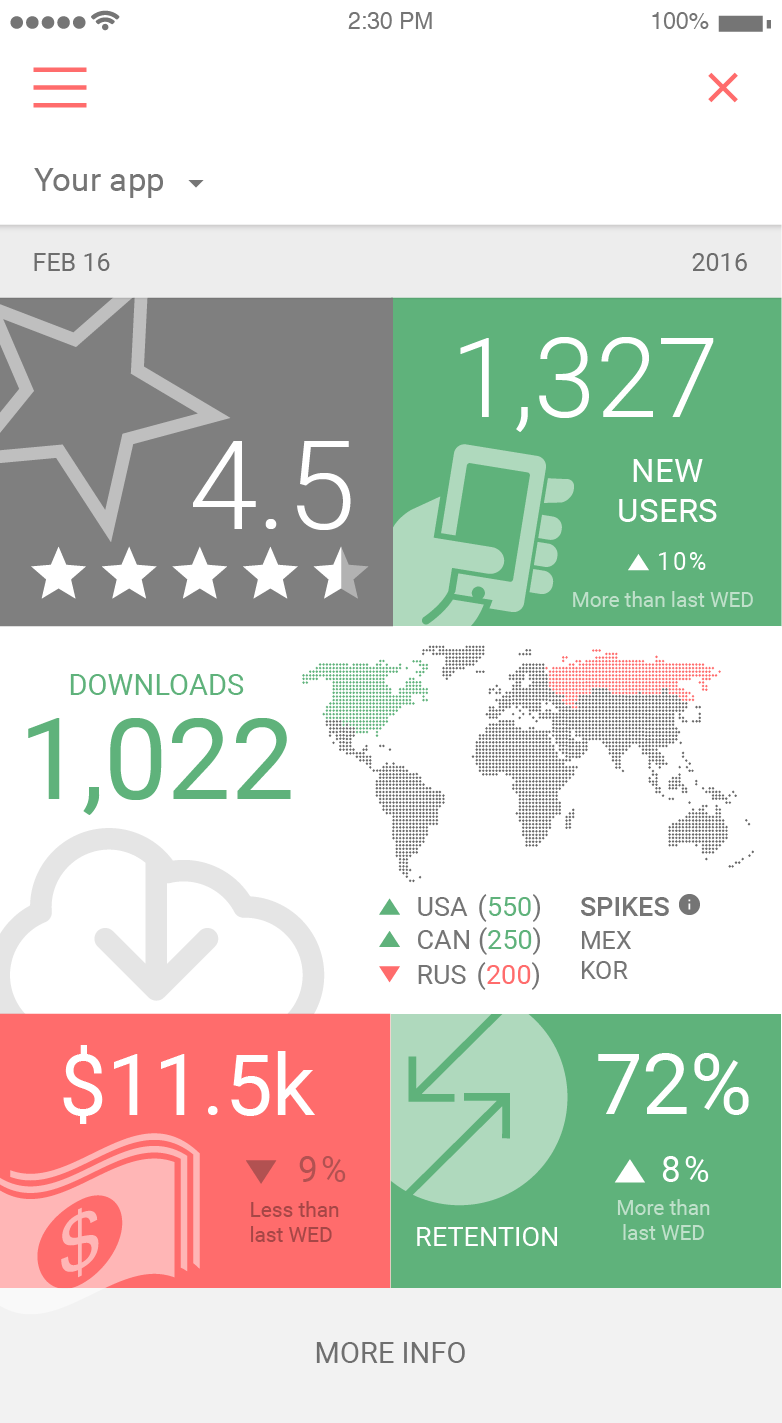 2:30 PM 100%
Your app
FEB 16 2016
4.5
1,327
NEW
USERS
10%
More than last WED
DOWNLOADS
1,022
USA (550)
CAN (250)
RUS (200)
SPIKES
MEX
KOR
$11.5k
9%
Less than
last WED
$
72%
8%
More than
last WED
RETENTION
MORE INFO